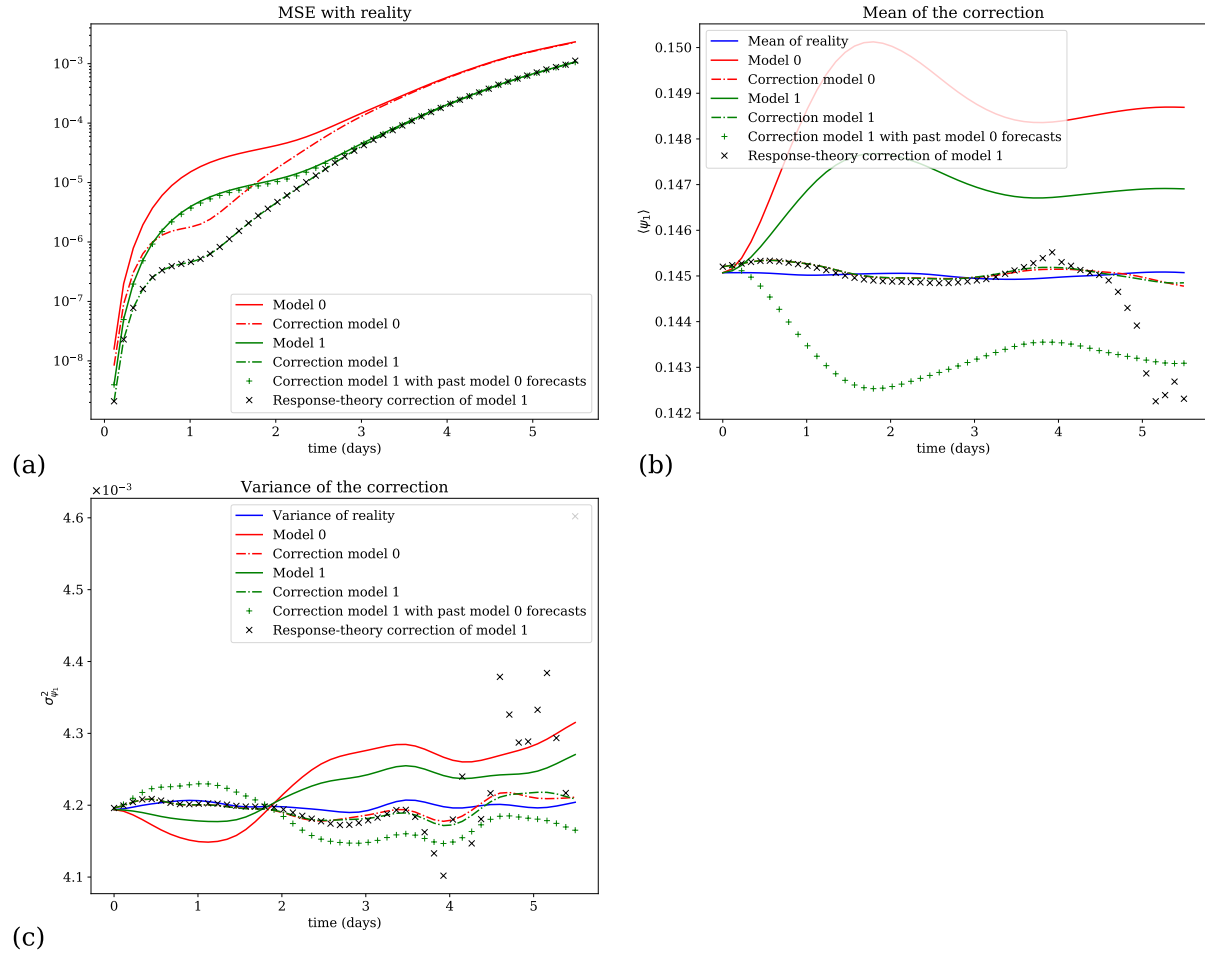 MSE with reality
10⁻³
10⁻⁴
10⁻⁵
10⁻⁶
10⁻⁷
10⁻⁸
Model 0
Correction model 0
Model 1
Correction model 1
Correction model 1 with past model 0 forecasts
Response-theory correction of model 1
0 1 2 3 4 5
time (days)
(a)
Mean of the correction
0.150
0.149
0.148
0.147
0.146
0.145
0.144
0.143
0.142
⟨ψ₁⟩
Mean of reality
Model 0
Correction model 0
Model 1
Correction model 1
Correction model 1 with past model 0 forecasts
Response-theory correction of model 1
0 1 2 3 4 5
time (days)
(b)
Variance of the correction
×10⁻³
4.6
4.5
4.4
4.3
4.2
4.1
σ²_ψ₁
Variance of reality
Model 0
Correction model 0
Model 1
Correction model 1
Correction model 1 with past model 0 forecasts
Response-theory correction of model 1
0 1 2 3 4 5
time (days)
(c)